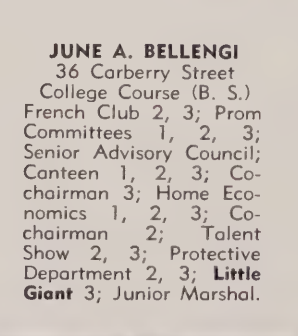 JUNE A. BELLENGI
36 Carberry Street
College Course (B. S.)
French Club 2, 3; Prom
Committees 1, 2, 3;
Senior Advisory Council;
Canteen 1, 2, 3; Co-
chairman 3; Home Eco-
nomics 1, 2, 3; Co-
chairman 2; Talent
Show 2, 3; Protective
Department 2, 3; Little
Giant 3; Junior Marshal.